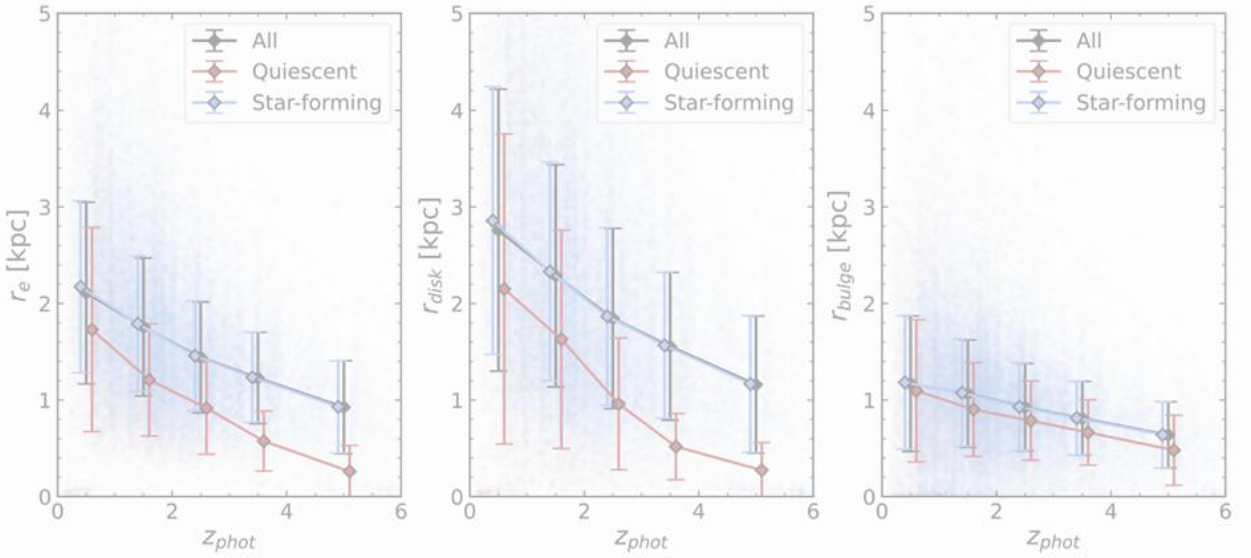 5
4
3
2
1
0
r_e [kpc]
All
Quiescent
Star-forming
0 2 4 6
z_phot
5
4
3
2
1
0
r_disk [kpc]
All
Quiescent
Star-forming
0 2 4 6
z_phot
5
4
3
2
1
0
r_bulge [kpc]
All
Quiescent
Star-forming
0 2 4 6
z_phot